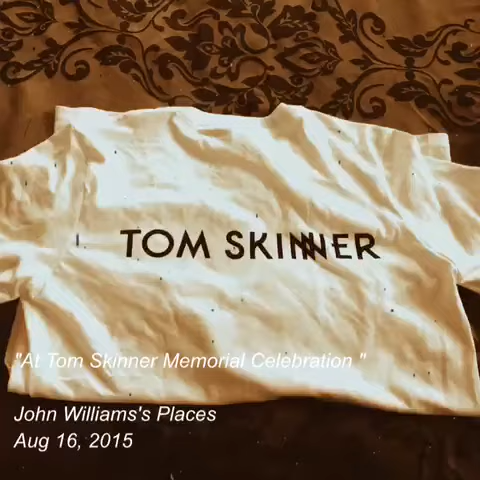 TOM SKINNER
"At Tom Skinner Memorial Celebration "
John Williams's Places
Aug 16, 2015